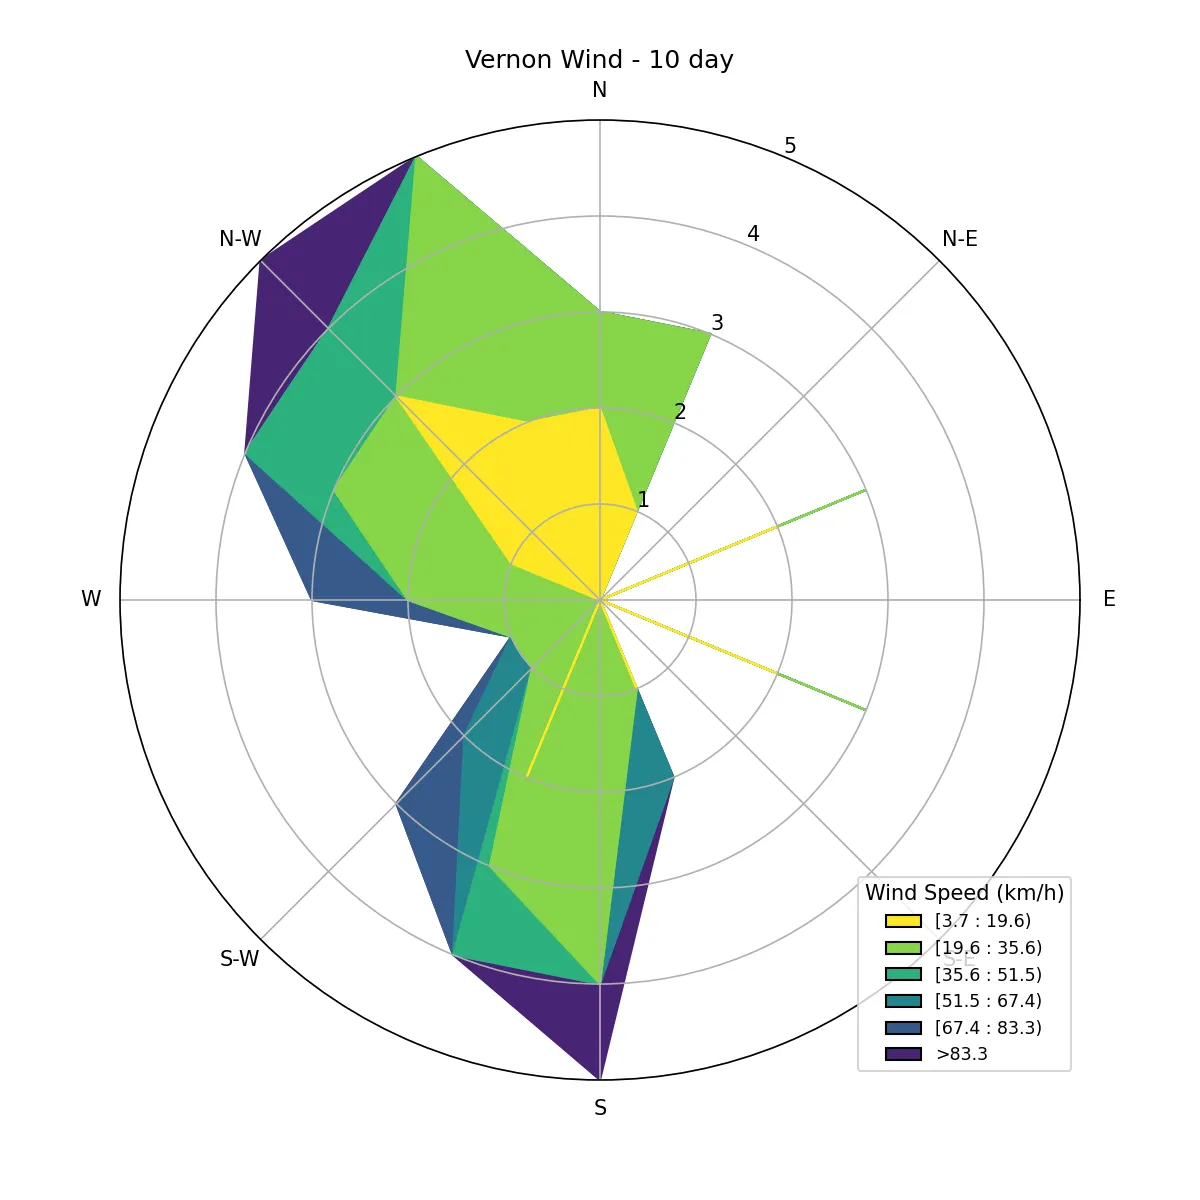 Vernon Wind - 10 day
N
5
N-W
4
N-E
3
2
1
W
E
Wind Speed (km/h)
[3.7 : 19.6)
[19.6 : 35.6)
S-W
S-E
[35.6 : 51.5)
[51.5 : 67.4)
[67.4 : 83.3)
>83.3
S